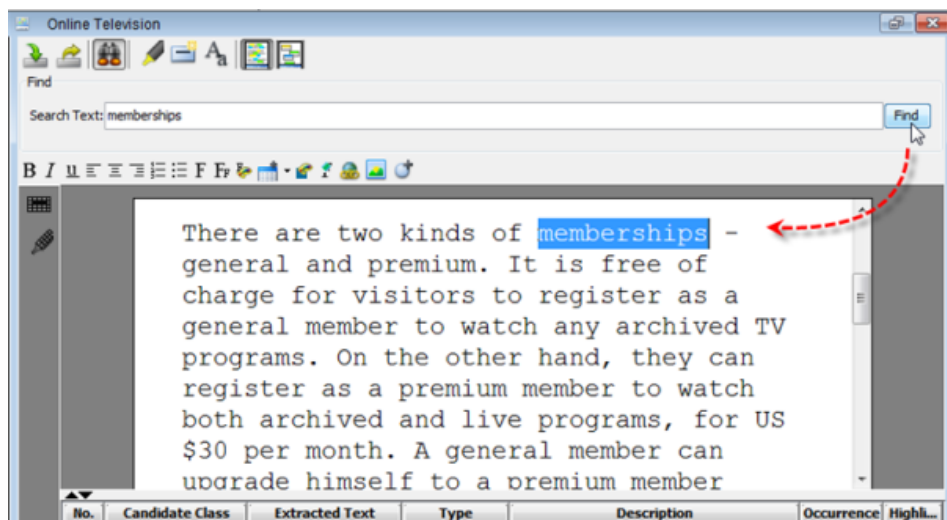 Online Television
Find
Search Text: memberships
Find
There are two kinds of memberships -
general and premium. It is free of
charge for visitors to register as a
general member to watch any archived TV
programs. On the other hand, they can
register as a premium member to watch
both archived and live programs, for US
$30 per month. A general member can
upgrade himself to a premium member
No. Candidate Class Extracted Text Type Description Occurrence Highli...